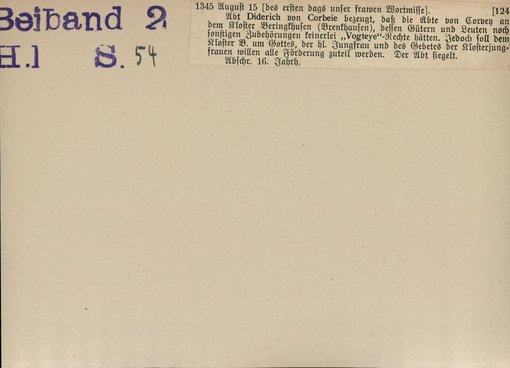 Beiband 2
H.1 S. 54
1345 August 15 [des ersten dags unser frawen Wortmisse]. [124
Abt Diderich von Corbeie bezeugt, daß die Äbte von Corvey an
dem Kloster Beringkhusen (Brenkhausen), dessen Gütern und Leuten noch
sonstigen Zubehörungen keinerlei „Vogteye“-Rechte hätten. Jedoch soll dem
Kloster B. um Gottes, der hl. Jungfrau und des Gebetes der Klosterjung-
frauen willen alle Förderung zuteil werden. Der Abt siegelt.
Abschr. 16. Jahrh.